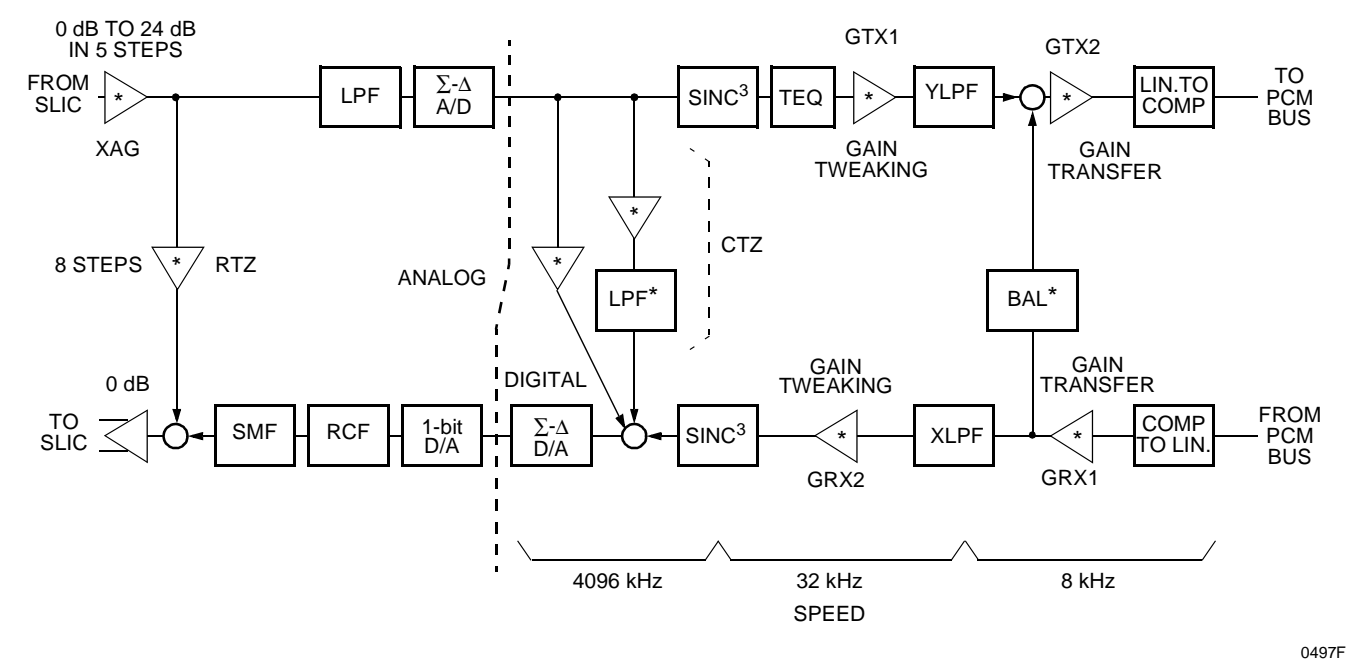 0 dB TO 24 dB
IN 5 STEPS
FROM
SLIC
*
XAG
LPF
Σ-Δ
A/D
SINC³
TEQ
GTX1
*
GAIN
TWEAKING
YLPF
GTX2
*
GAIN
TRANSFER
LIN.TO
COMP
TO
PCM
BUS
8 STEPS
*
RTZ
ANALOG
*
*
LPF*
CTZ
BAL*
DIGITAL
0 dB
TO
SLIC
SMF
RCF
1-bit
D/A
Σ-Δ
D/A
SINC³
GAIN
TWEAKING
*
GRX2
XLPF
GAIN
TRANSFER
*
GRX1
COMP
TO LIN.
FROM
PCM
BUS
4096 kHz
32 kHz
8 kHz
SPEED
0497F